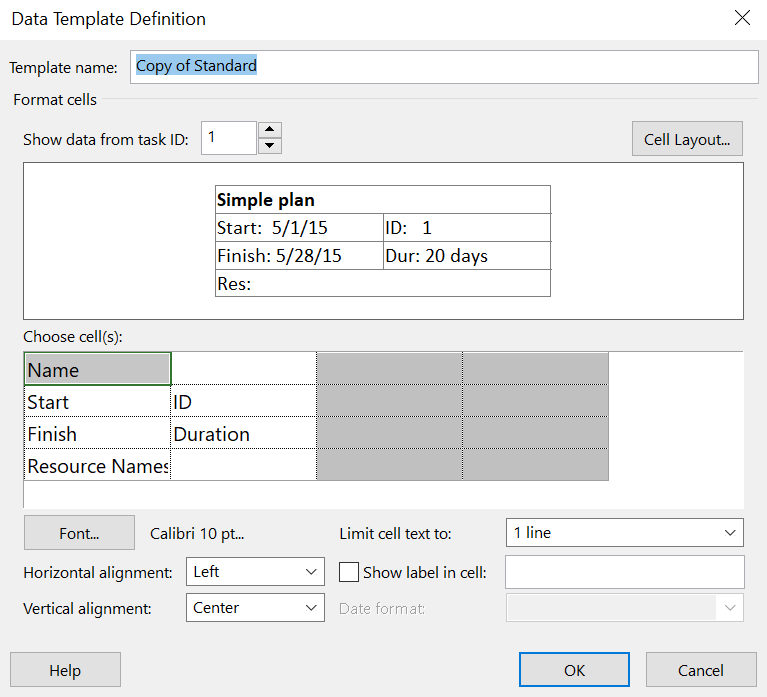 Data Template Definition
Template name: Copy of Standard
Format cells
Show data from task ID: 1 Cell Layout...
Simple plan
Start: 5/1/15 ID: 1
Finish: 5/28/15 Dur: 20 days
Res:
Choose cell(s):
Name
Start ID
Finish Duration
Resource Names
Font... Calibri 10 pt... Limit cell text to: 1 line
Horizontal alignment: Left Show label in cell:
Vertical alignment: Center Date format:
Help OK Cancel